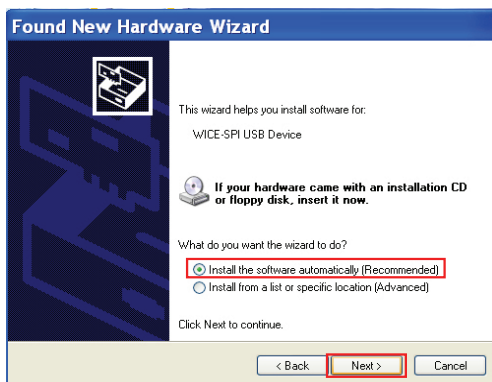 Found New Hardware Wizard
This wizard helps you install software for:
WICE-SPI USB Device
If your hardware came with an installation CD
or floppy disk, insert it now.
What do you want the wizard to do?
Install the software automatically (Recommended)
Install from a list or specific location (Advanced)
Click Next to continue.
< Back
Next >
Cancel